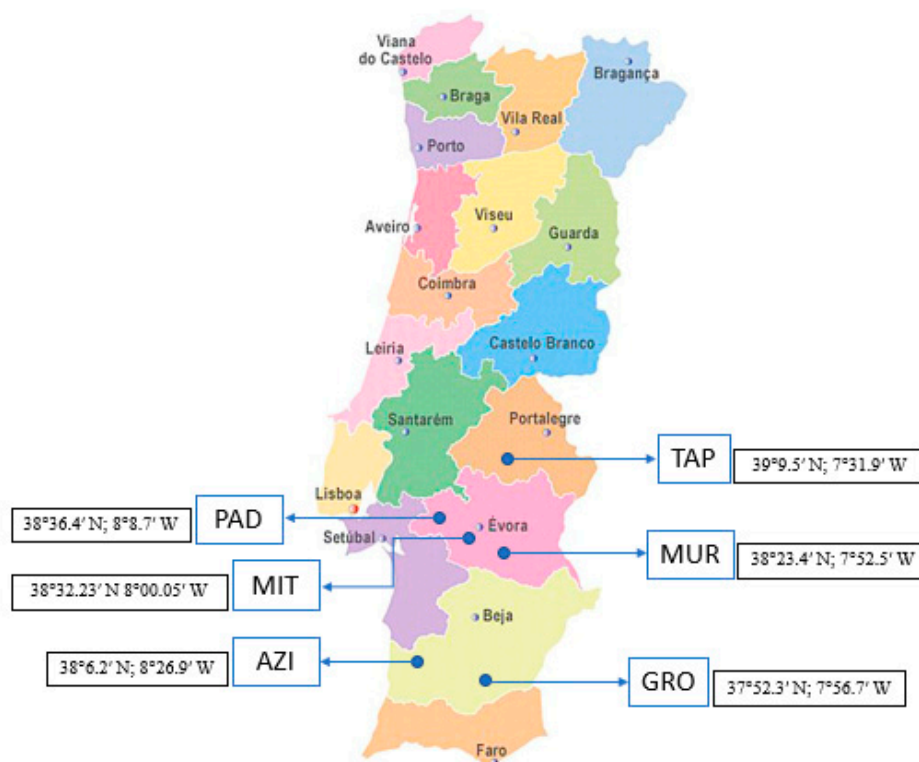 Viana
do Castelo
Bragança
Braga
Vila Real
Porto
Aveiro
Viseu
Guarda
Coimbra
Leiria
Castelo Branco
Santarém
Portalegre
TAP
39°9.5′ N; 7°31.9′ W
Lisboa
38°36.4′ N; 8°8.7′ W
PAD
Évora
Setúbal
MUR
38°23.4′ N; 7°52.5′ W
38°32.23′ N 8°00.05′ W
MIT
Beja
38°6.2′ N; 8°26.9′ W
AZI
GRO
37°52.3′ N; 7°56.7′ W
Faro